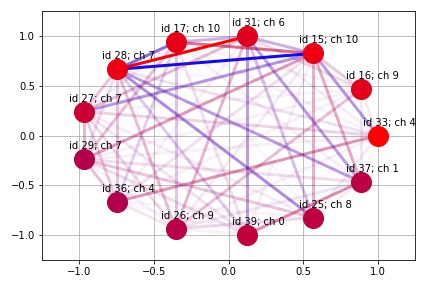 id 31; ch 6
id 17; ch 10
id 15; ch 10
id 28; ch 7
id 16; ch 9
id 27; ch 7
id 33; ch 4
id 29; ch 7
id 37; ch 1
id 36; ch 4
id 25; ch 8
id 26; ch 9
id 39; ch 0
1.0
0.5
0.0
−0.5
−1.0
−1.0 −0.5 0.0 0.5 1.0